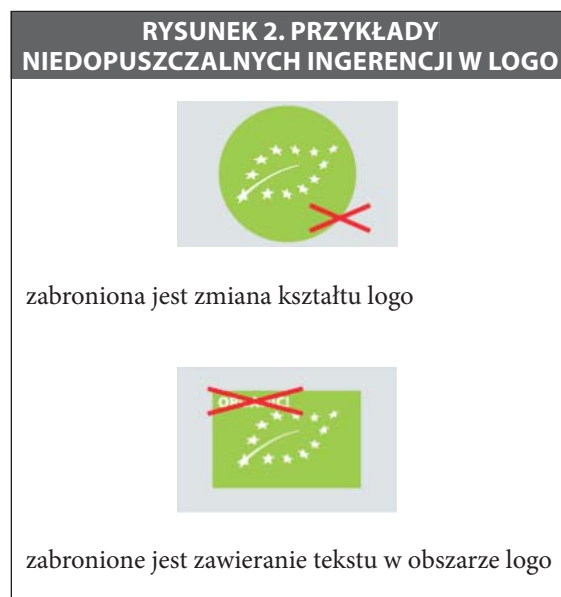 RYSUNEK 2. PRZYKŁADY
NIEDOPUSZCZALNYCH INGERENCJI W LOGO
zabroniona jest zmiana kształtu logo
zabronione jest zawieranie tekstu w obszarze logo